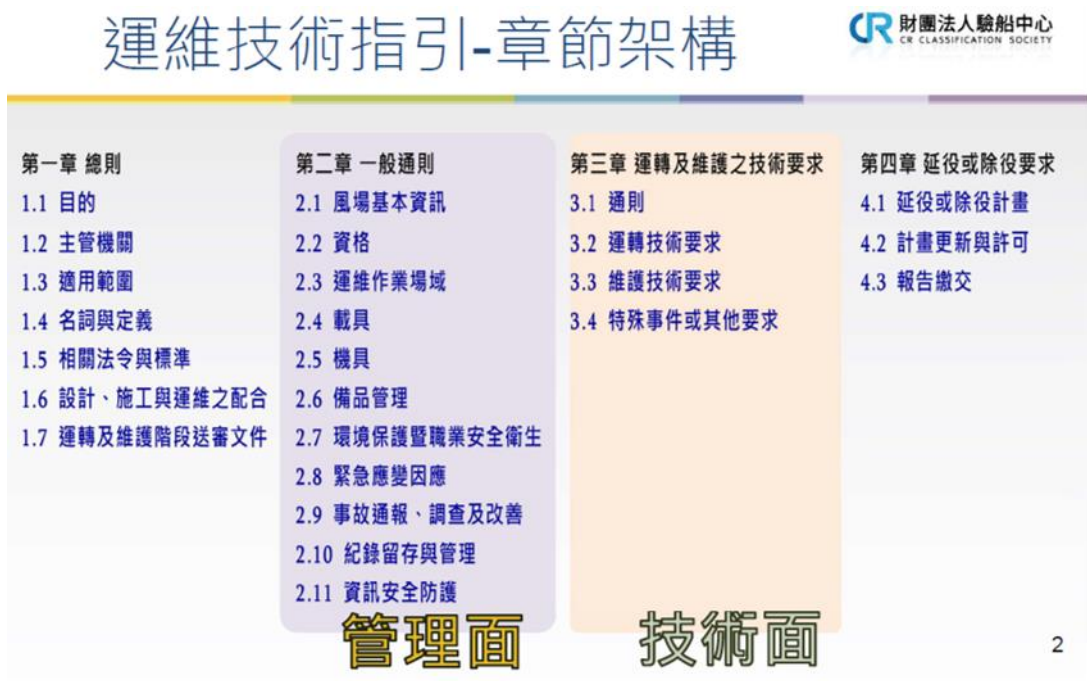 運維技術指引-章節架構
CR 財團法人驗船中心
CR CLASSIFICATION SOCIETY
第一章 總則
1.1 目的
1.2 主管機關
1.3 適用範圍
1.4 名詞與定義
1.5 相關法令與標準
1.6 設計、施工與運維之配合
1.7 運轉及維護階段送審文件
第二章 一般通則
2.1 風場基本資訊
2.2 資格
2.3 運維作業場域
2.4 載具
2.5 機具
2.6 備品管理
2.7 環境保護暨職業安全衛生
2.8 緊急應變因應
2.9 事故通報、調查及改善
2.10 紀錄留存與管理
2.11 資訊安全防護
管理面
第三章 運轉及維護之技術要求
3.1 通則
3.2 運轉技術要求
3.3 維護技術要求
3.4 特殊事件或其他要求
技術面
第四章 延役或除役要求
4.1 延役或除役計畫
4.2 計畫更新與許可
4.3 報告繳交
2